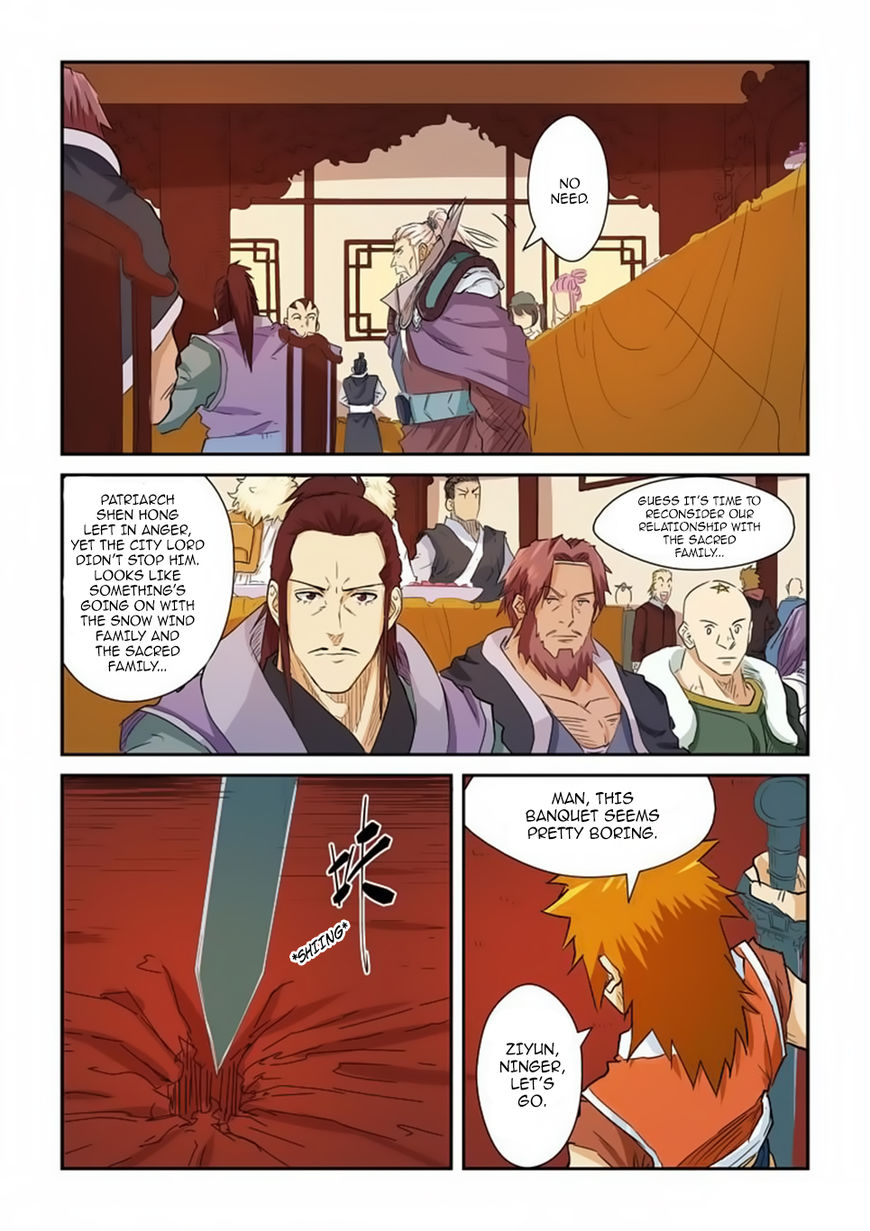 NO
NEED.
PATRIARCH
SHEN HONG
LEFT IN ANGER,
YET THE CITY LORD
DIDN'T STOP HIM.
LOOKS LIKE
SOMETHING'S
GOING ON WITH
THE SNOW WIND
FAMILY AND
THE SACRED
FAMILY...
GUESS IT'S TIME TO
RECONSIDER OUR
RELATIONSHIP WITH
THE SACRED
FAMILY...
*SHIING*
MAN, THIS
BANQUET SEEMS
PRETTY BORING.
ZIYUN,
NINGER,
LET'S
GO.